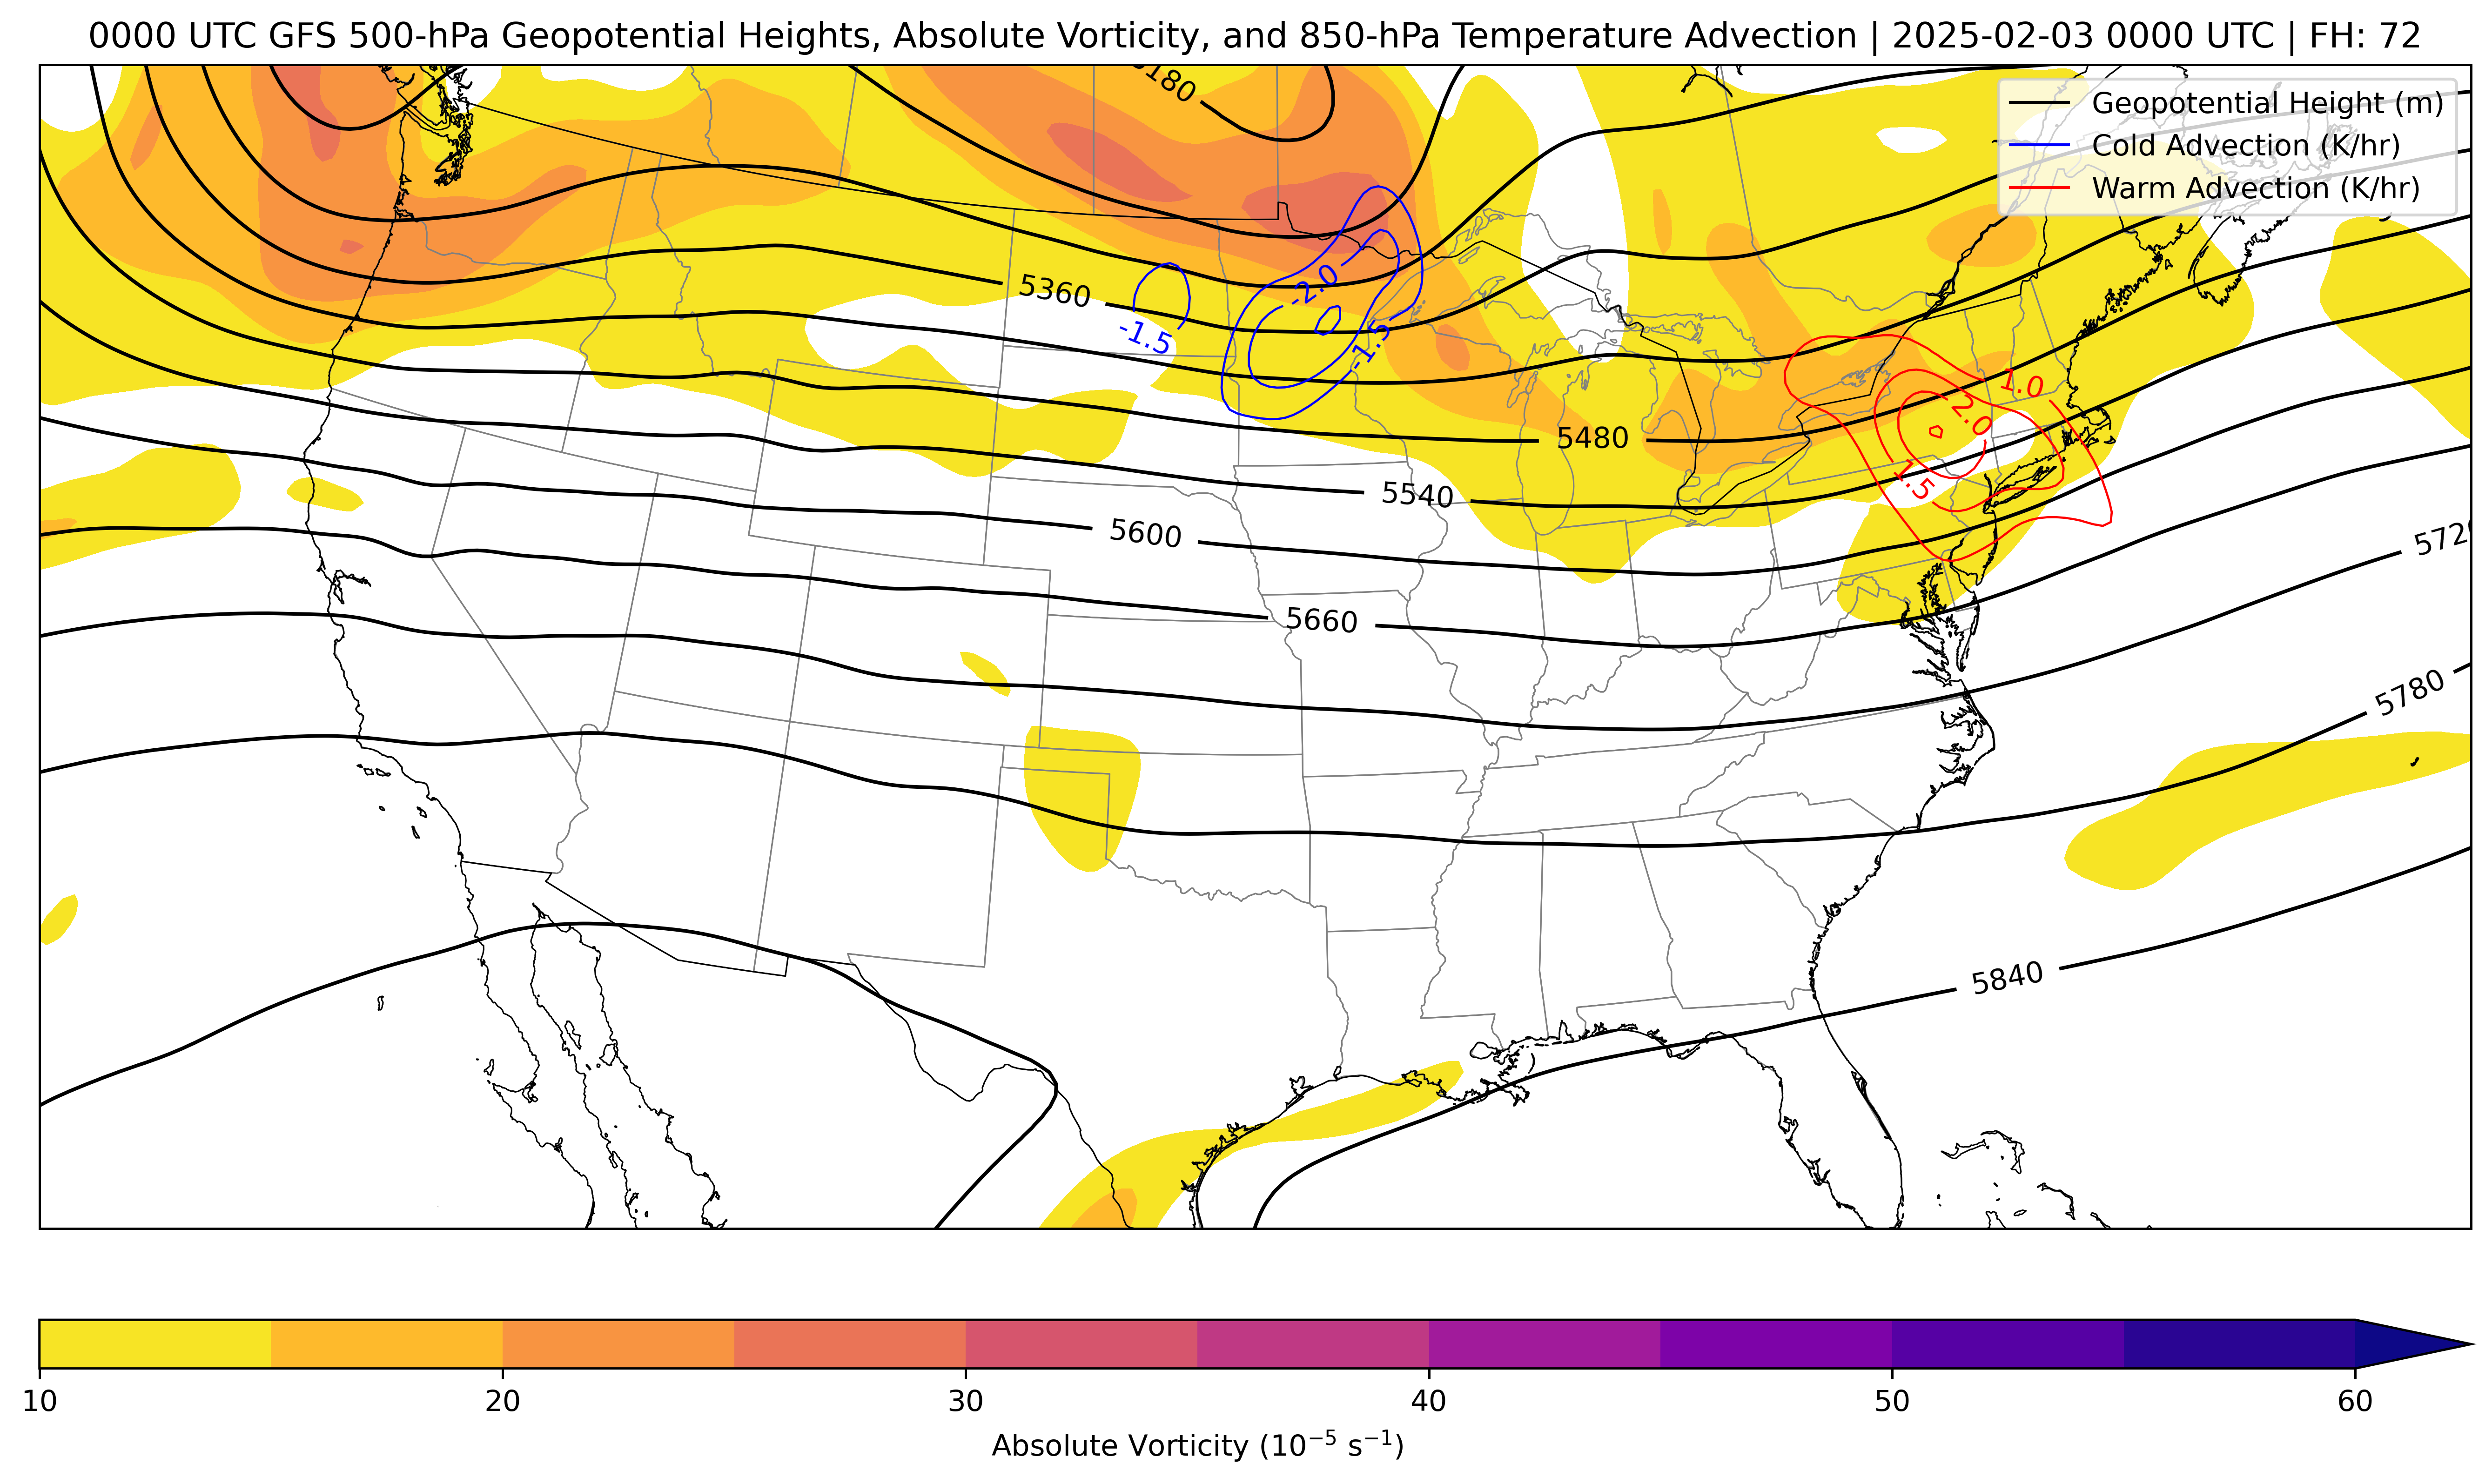 0000 UTC GFS 500-hPa Geopotential Heights, Absolute Vorticity, and 850-hPa Temperature Advection | 2025-02-03 0000 UTC | FH: 72
Geopotential Height (m)
Cold Advection (K/hr)
Warm Advection (K/hr)
5360
-2.0
-1.5
-1.5
1.0
2.0
1.5
5480
5540
5600
5660
5780
5840
10 20 30 40 50 60
Absolute Vorticity (10⁻⁵ s⁻¹)